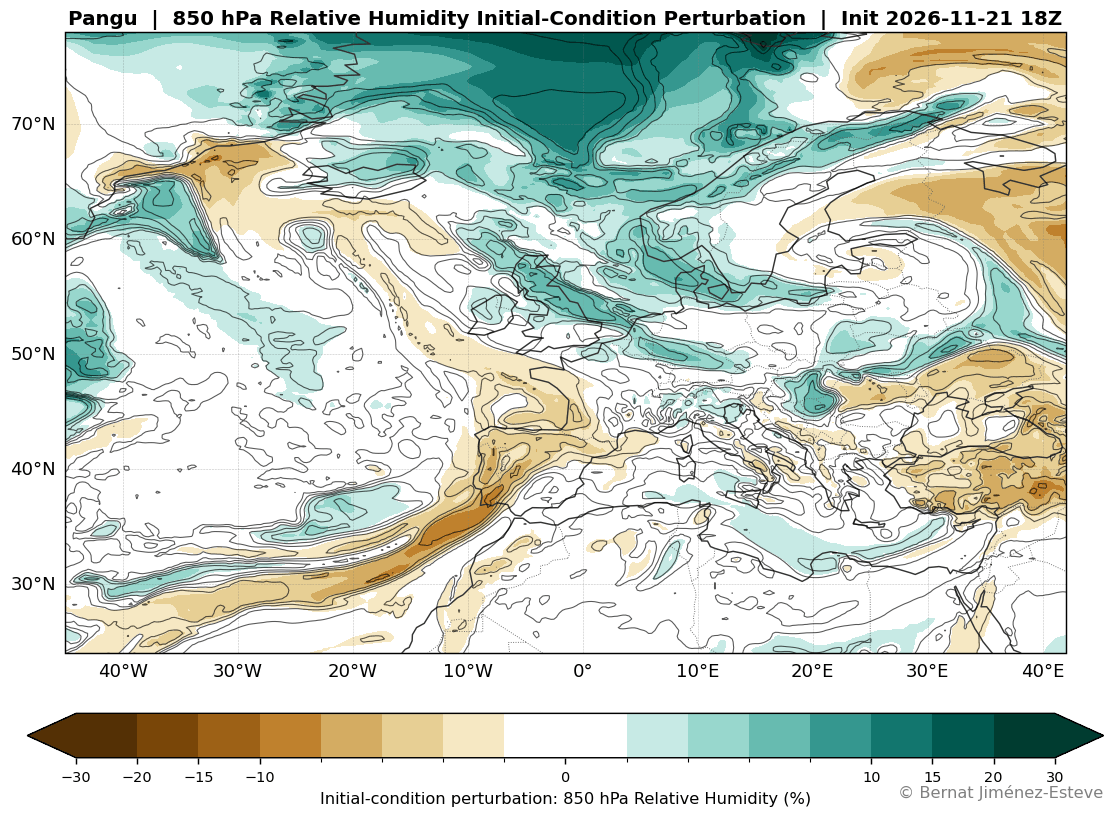 Pangu | 850 hPa Relative Humidity Initial-Condition Perturbation | Init 2026-11-21 18Z
70°N
60°N
50°N
40°N
30°N
40°W 30°W 20°W 10°W 0° 10°E 20°E 30°E 40°E
−30 −20 −15 −10 0 10 15 20 30
Initial-condition perturbation: 850 hPa Relative Humidity (%)
© Bernat Jiménez-Esteve